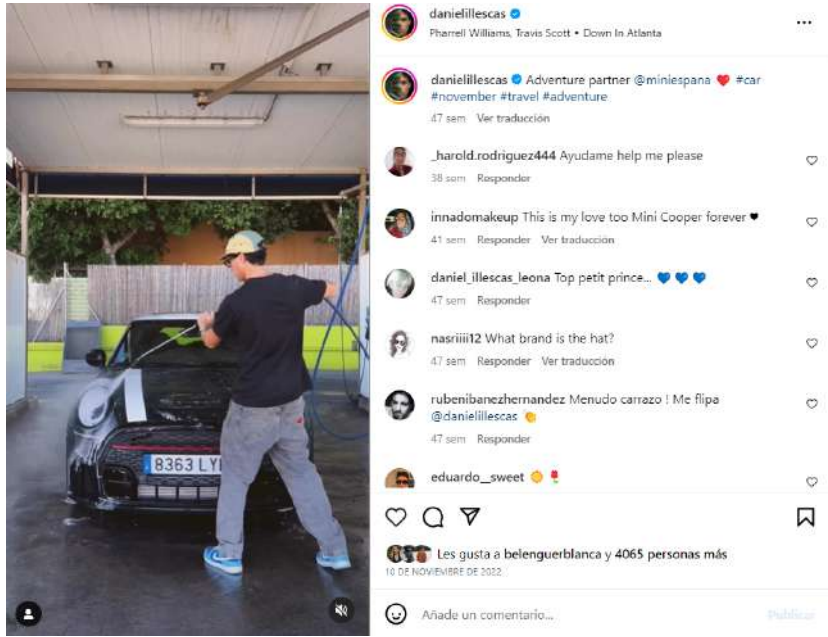 danielillescas
Pharrell Williams, Travis Scott • Down In Atlanta
danielillescas Adventure partner @miniespana ❤️ #car
#november #travel #adventure
47 sem Ver traducción
_harold.rodriguez444 Ayudame help me please
38 sem Responder
innadomakeup This is my love too Mini Cooper forever ♥
41 sem Responder Ver traducción
daniel_illescas_leona Top petit prince... 💙 💙 💙
47 sem Responder
nasriiii12 What brand is the hat?
47 sem Responder Ver traducción
rubenibanezhernandez Menudo carrazo ! Me flipa
@danielillescas 👏
47 sem Responder
eduardo__sweet 🌞 🌹
Les gusta a belenguerblanca y 4065 personas más
10 DE NOVIEMBRE DE 2022
Añade un comentario...
Publicar
8363 LY